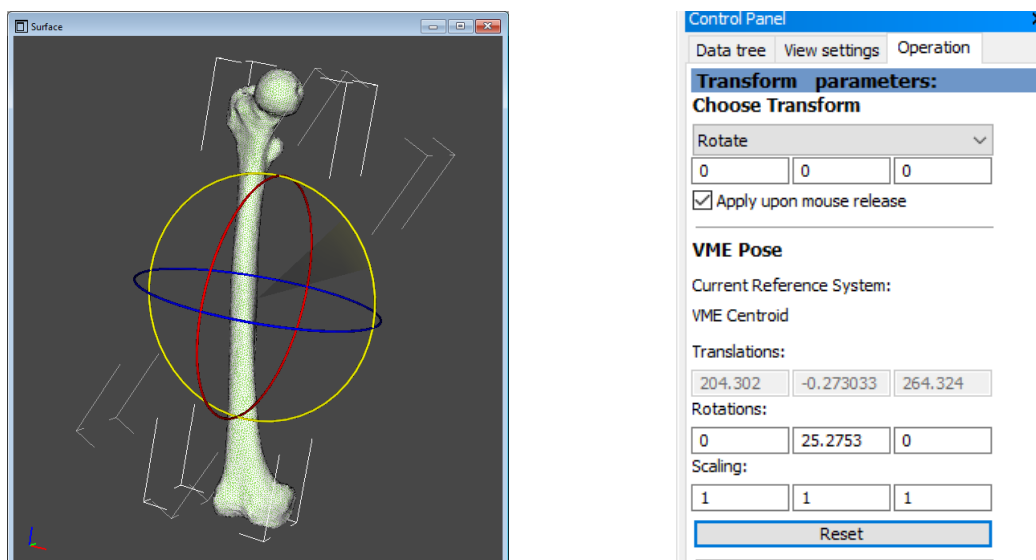 Surface
Control Panel
Data tree View settings Operation
Transform parameters:
Choose Transform
Rotate
0 0 0
Apply upon mouse release
VME Pose
Current Reference System:
VME Centroid
Translations:
204.302 -0.273033 264.324
Rotations:
0 25.2753 0
Scaling:
1 1 1
Reset